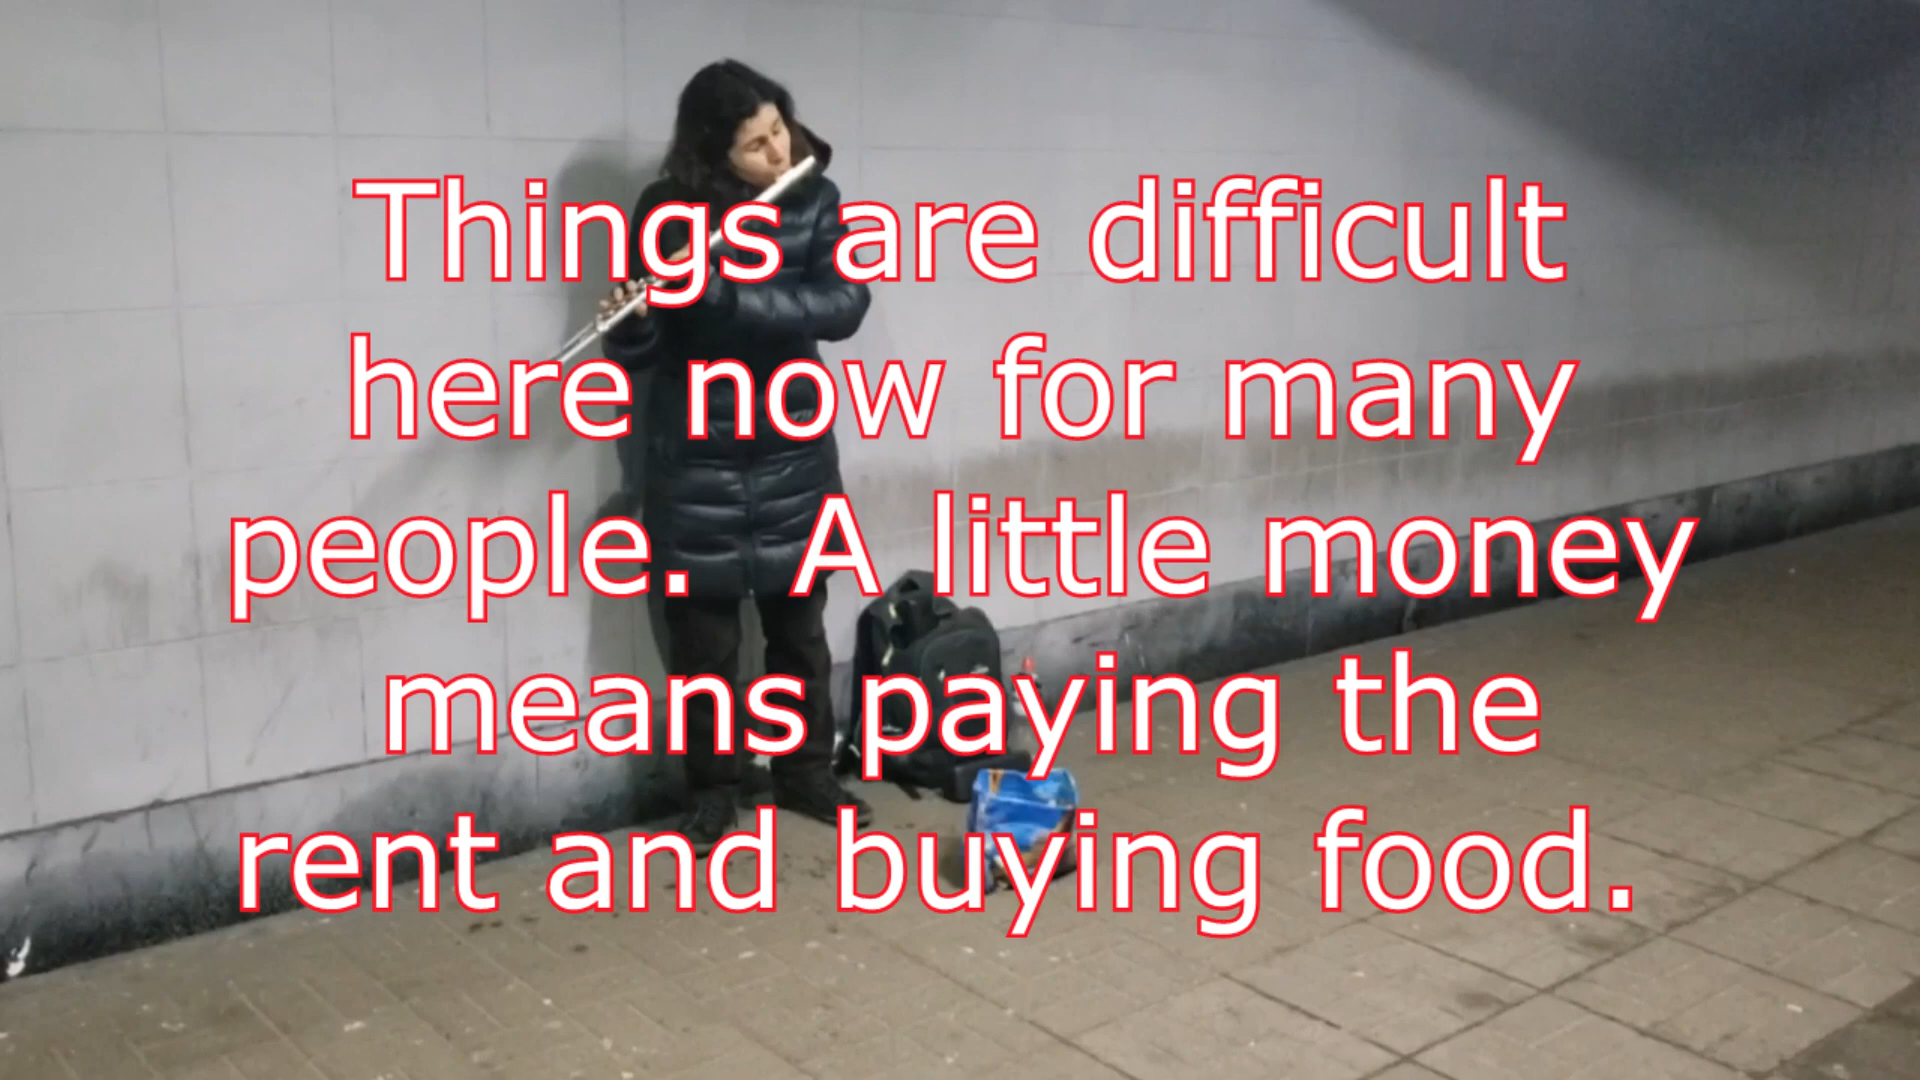 Things are difficult
here now for many
people.  A little money
means paying the
rent and buying food.